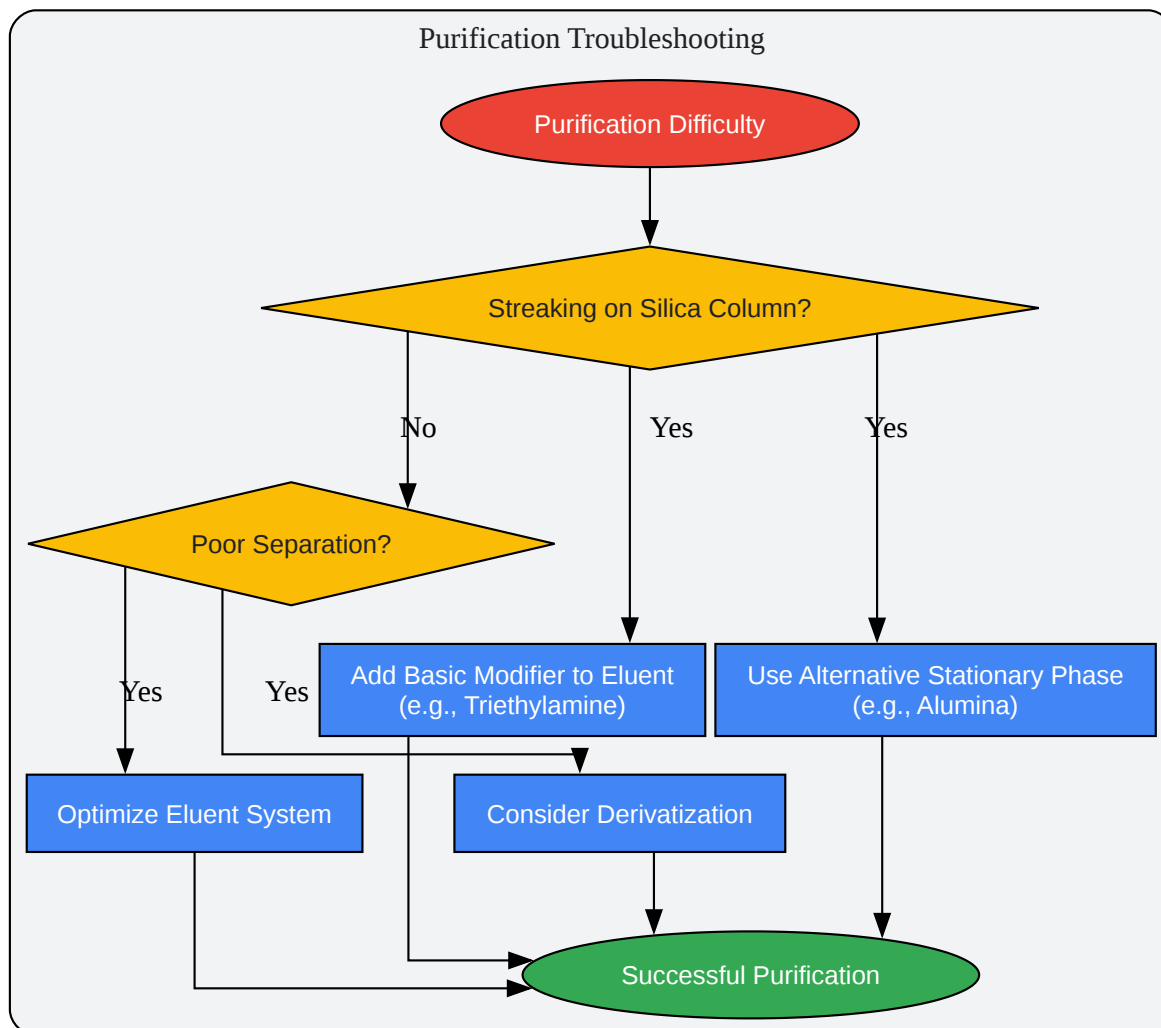 Purification Troubleshooting
Purification Difficulty
Streaking on Silica Column?
No
Yes
Yes
Poor Separation?
Yes
Yes
Add Basic Modifier to Eluent
(e.g., Triethylamine)
Use Alternative Stationary Phase
(e.g., Alumina)
Optimize Eluent System
Consider Derivatization
Successful Purification